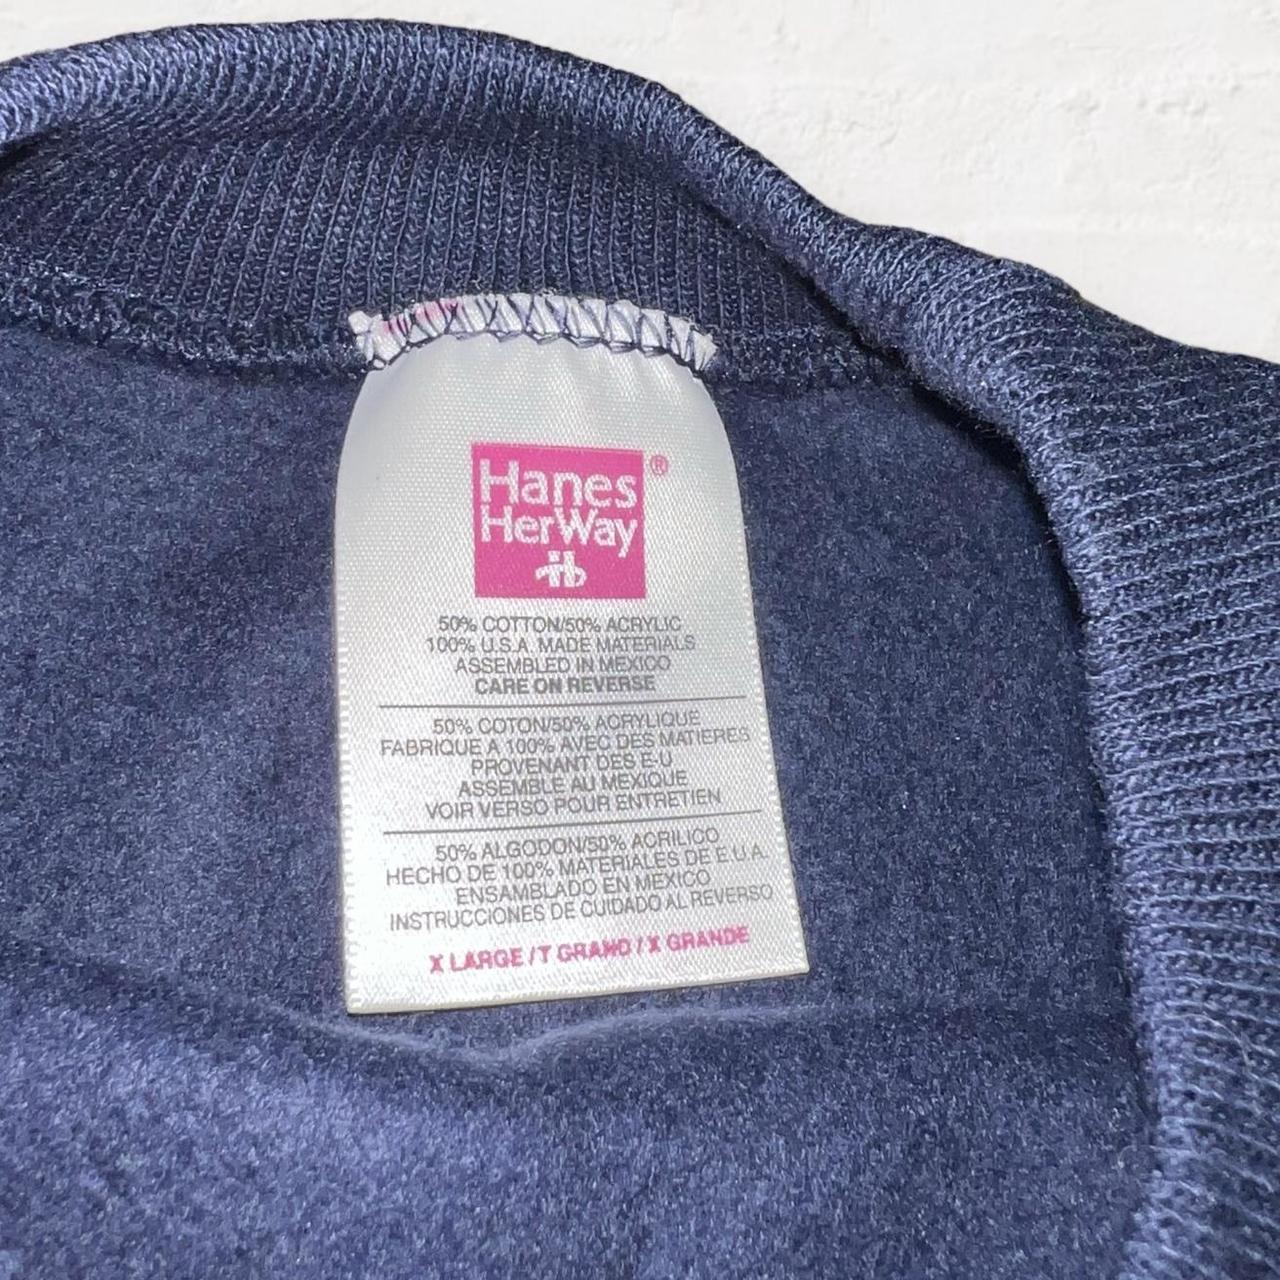 Hanes®
HerWay
50% COTTON/50% ACRYLIC
100% U.S.A. MADE MATERIALS
ASSEMBLED IN MEXICO
CARE ON REVERSE
50% COTON/50% ACRYLIQUE
FABRIQUE A 100% AVEC DES MATIERES
PROVENANT DES E-U
ASSEMBLE AU MEXIQUE
VOIR VERSO POUR ENTRETIEN
50% ALGODON/50% ACRILICO
HECHO DE 100% MATERIALES DE E.U.A.
ENSAMBLADO EN MEXICO
INSTRUCCIONES DE CUIDADO AL REVERSO
X LARGE / T GRAND / X GRANDE